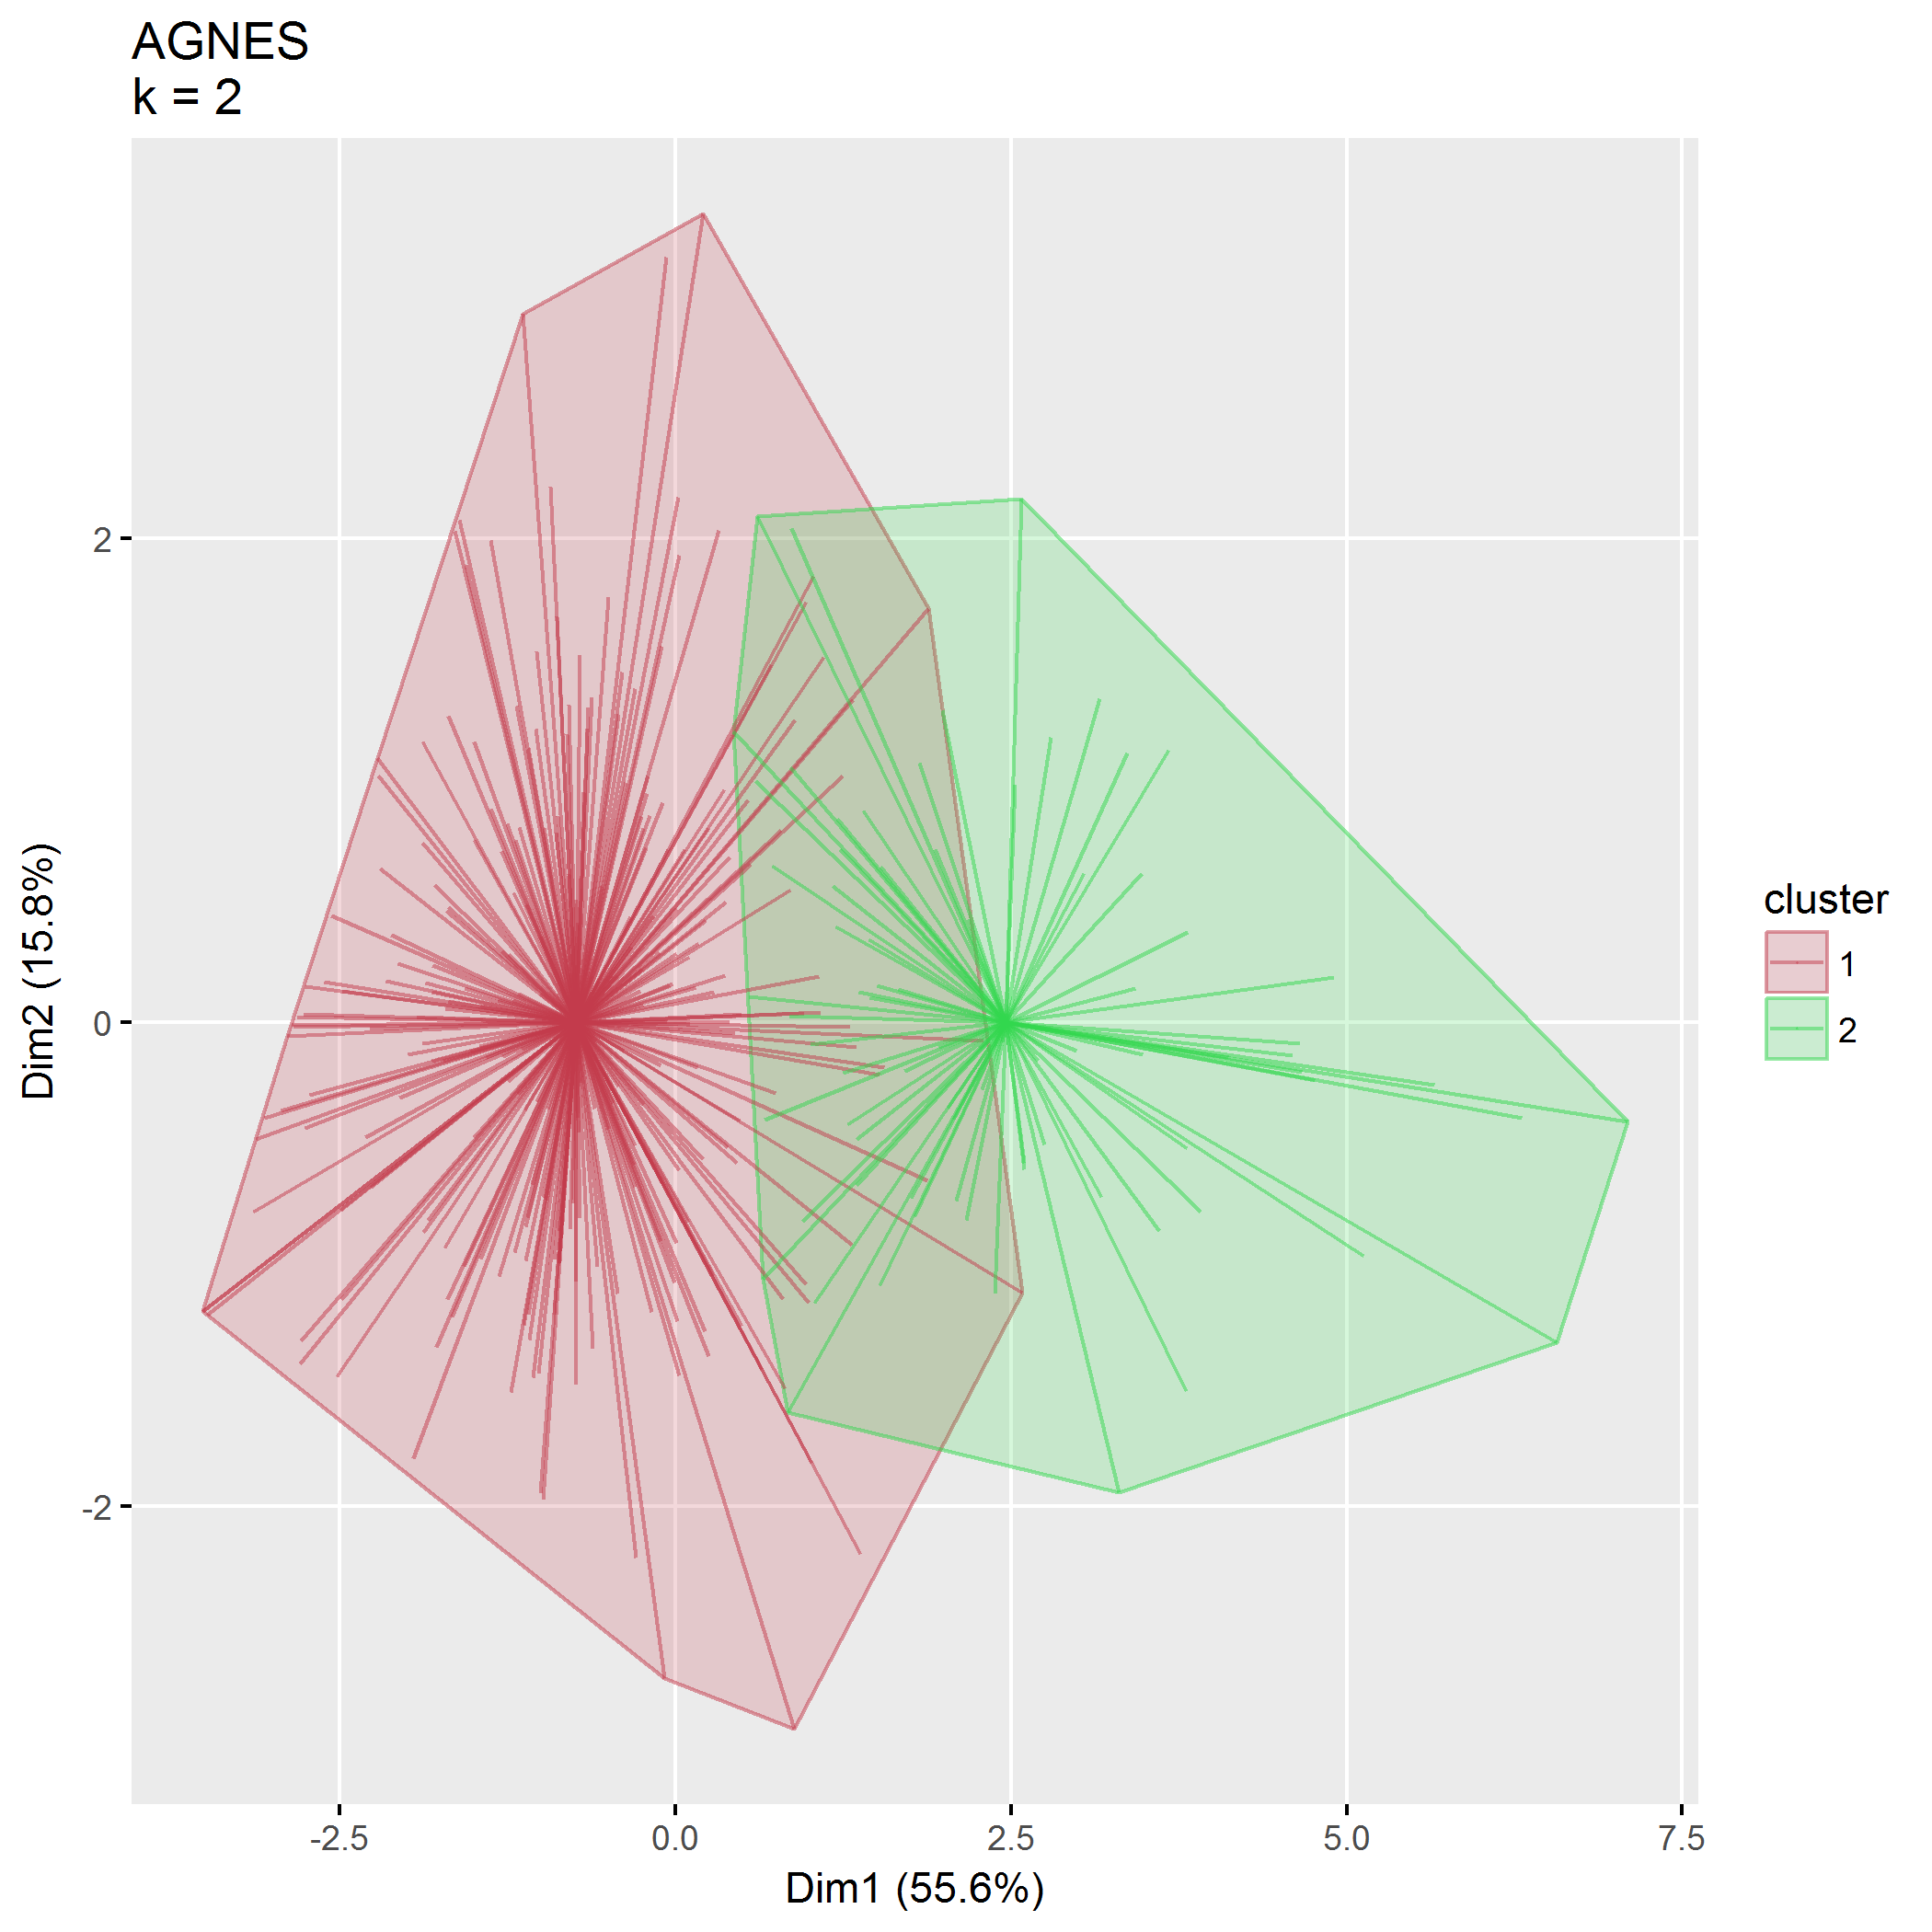 AGNES
k = 2
Dim2 (15.8%)
2
0
-2
-2.5 0.0 2.5 5.0 7.5
Dim1 (55.6%)
cluster
1
2